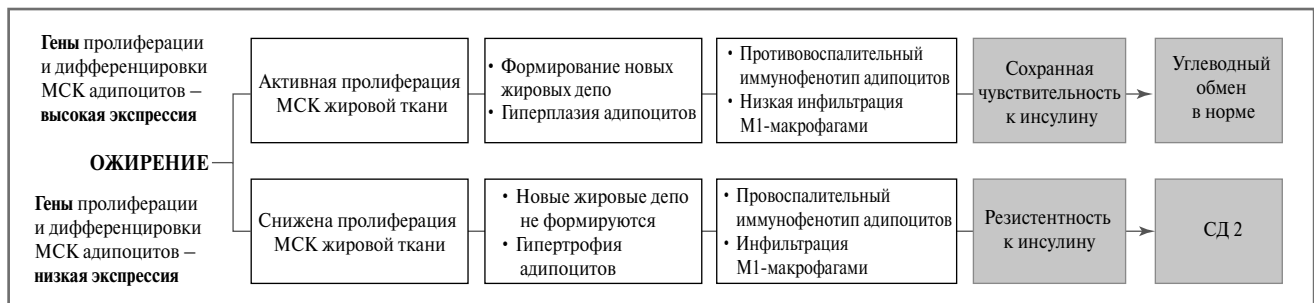 Гены пролиферации
и дифференцировки
МСК адипоцитов –
высокая экспрессия
Активная пролиферация
МСК жировой ткани
• Формирование новых
жировых депо
• Гиперплазия адипоцитов
• Противовоспалительный
иммунофенотип адипоцитов
• Низкая инфильтрация
М1-макрофагами
Сохранная
чувствительность
к инсулину
Углеводный
обмен
в норме
ОЖИРЕНИЕ
Гены пролиферации
и дифференцировки
МСК адипоцитов –
низкая экспрессия
Снижена пролиферация
МСК жировой ткани
• Новые жировые депо
не формируются
• Гипертрофия
адипоцитов
• Провоспалительный
иммунофенотип адипоцитов
• Инфильтрация
М1-макрофагами
Резистентность
к инсулину
СД 2